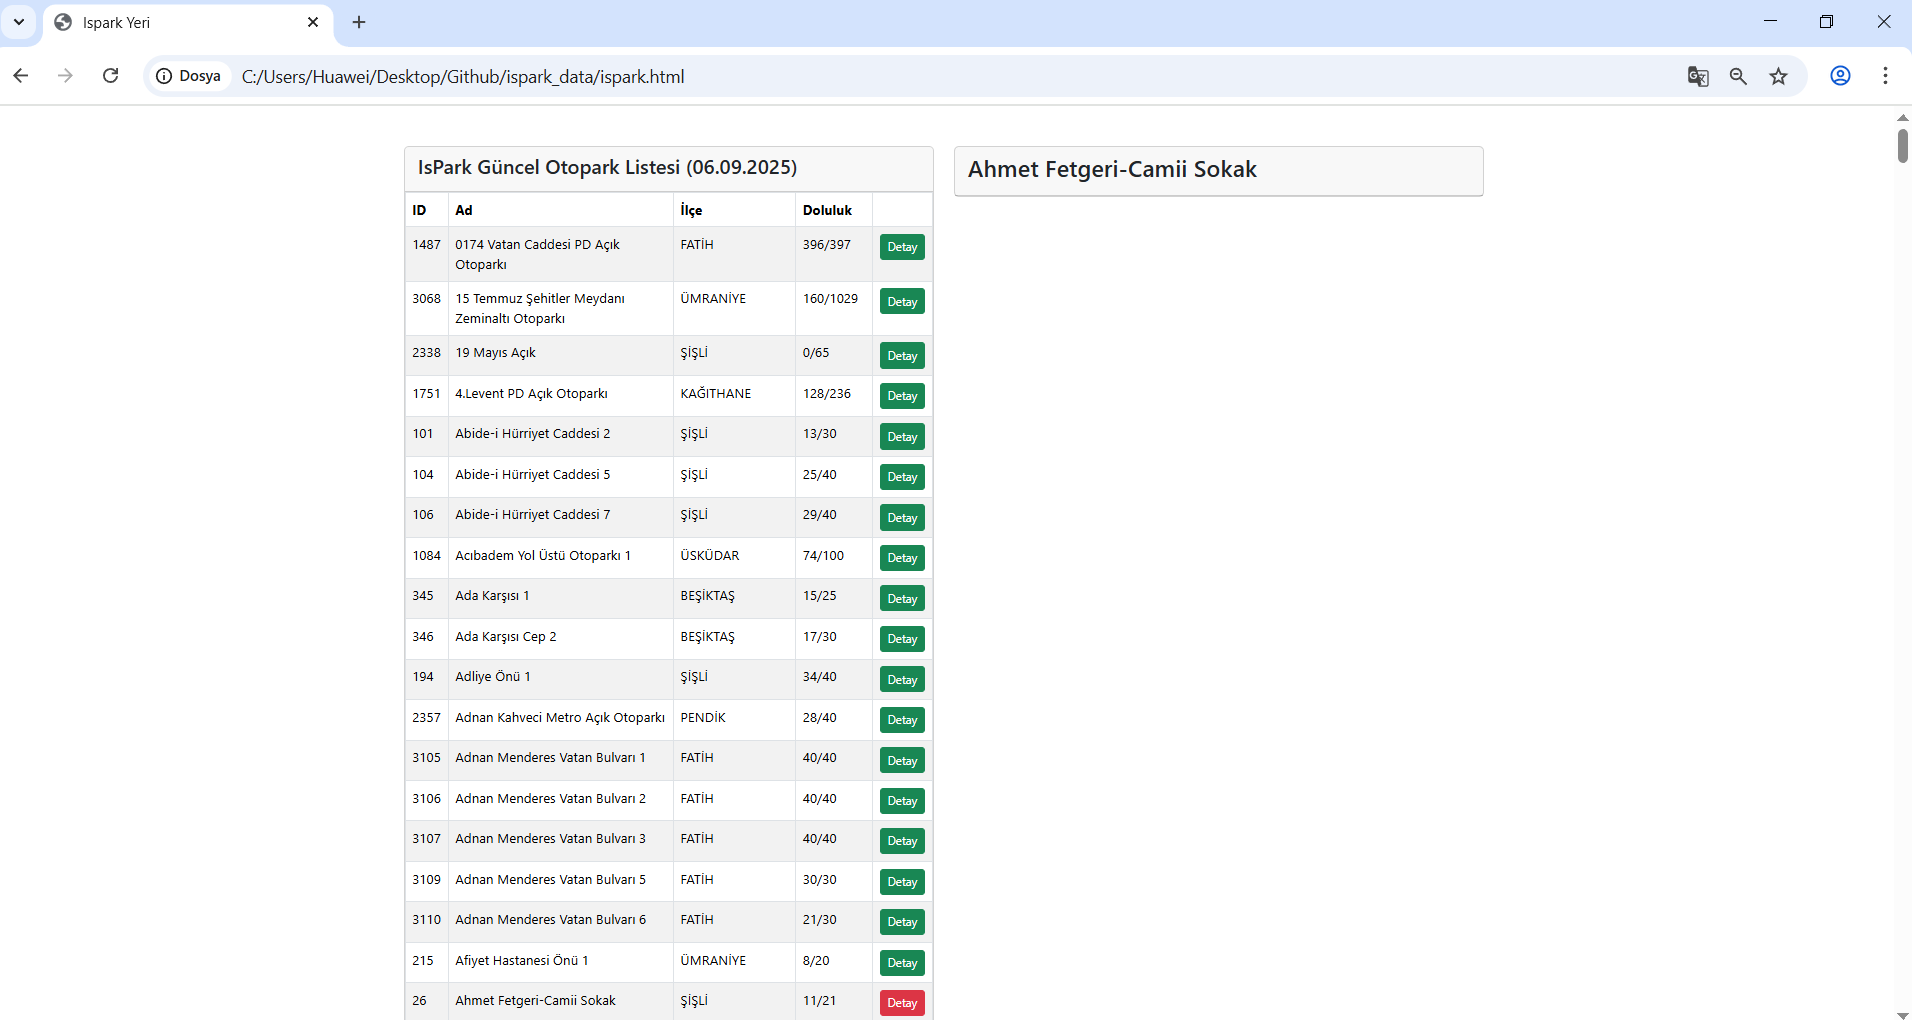 Ispark Yeri
Dosya
C:/Users/Huawei/Desktop/Github/ispark_data/ispark.html
IsPark Güncel Otopark Listesi (06.09.2025)
ID Ad İlçe Doluluk
1487 0174 Vatan Caddesi PD Açık FATİH 396/397 Detay
Otoparkı
3068 15 Temmuz Şehitler Meydanı ÜMRANİYE 160/1029 Detay
Zeminaltı Otoparkı
2338 19 Mayıs Açık ŞİŞLİ 0/65 Detay
1751 4.Levent PD Açık Otoparkı KAĞITHANE 128/236 Detay
101 Abide-i Hürriyet Caddesi 2 ŞİŞLİ 13/30 Detay
104 Abide-i Hürriyet Caddesi 5 ŞİŞLİ 25/40 Detay
106 Abide-i Hürriyet Caddesi 7 ŞİŞLİ 29/40 Detay
1084 Acıbadem Yol Üstü Otoparkı 1 ÜSKÜDAR 74/100 Detay
345 Ada Karşısı 1 BEŞİKTAŞ 15/25 Detay
346 Ada Karşısı Cep 2 BEŞİKTAŞ 17/30 Detay
194 Adliye Önü 1 ŞİŞLİ 34/40 Detay
2357 Adnan Kahveci Metro Açık Otoparkı PENDİK 28/40 Detay
3105 Adnan Menderes Vatan Bulvarı 1 FATİH 40/40 Detay
3106 Adnan Menderes Vatan Bulvarı 2 FATİH 40/40 Detay
3107 Adnan Menderes Vatan Bulvarı 3 FATİH 40/40 Detay
3109 Adnan Menderes Vatan Bulvarı 5 FATİH 30/30 Detay
3110 Adnan Menderes Vatan Bulvarı 6 FATİH 21/30 Detay
215 Afiyet Hastanesi Önü 1 ÜMRANİYE 8/20 Detay
26 Ahmet Fetgeri-Camii Sokak ŞİŞLİ 11/21 Detay
Ahmet Fetgeri-Camii Sokak